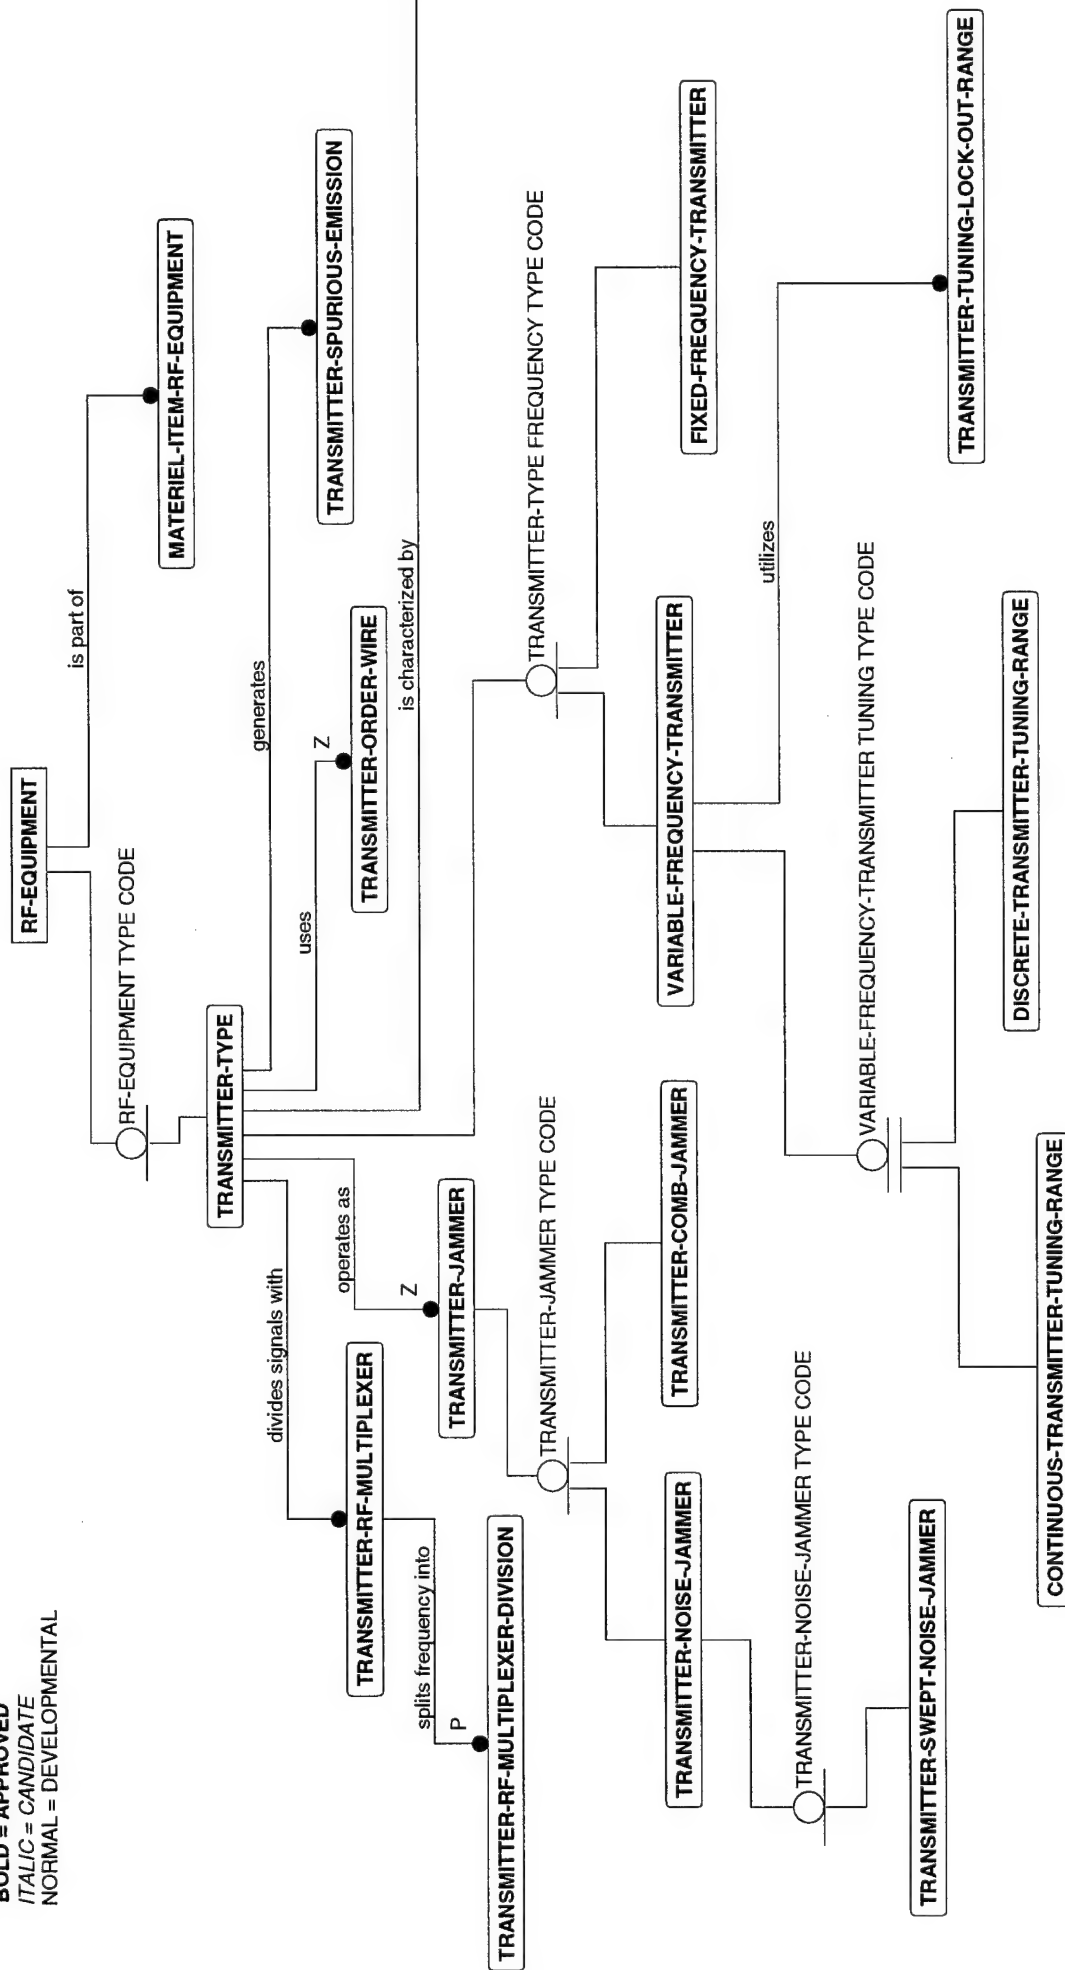 BOLD = APPROVED
ITALIC = CANDIDATE
NORMAL = DEVELOPMENTAL
RF-EQUIPMENT
is part of
RF-EQUIPMENT TYPE CODE
MATERIEL-ITEM-RF-EQUIPMENT
TRANSMITTER-TYPE
generates
divides signals with
uses
Z
TRANSMITTER-SPURIOUS-EMISSION
operates as
TRANSMITTER-RF-MULTIPLEXER
TRANSMITTER-ORDER-WIRE
Z
is characterized by
splits frequency into
P
TRANSMITTER-JAMMER
TRANSMITTER-RF-MULTIPLEXER-DIVISION
TRANSMITTER-JAMMER TYPE CODE
TRANSMITTER-TYPE FREQUENCY TYPE CODE
TRANSMITTER-NOISE-JAMMER
TRANSMITTER-COMB-JAMMER
VARIABLE-FREQUENCY-TRANSMITTER
FIXED-FREQUENCY-TRANSMITTER
utilizes
TRANSMITTER-NOISE-JAMMER TYPE CODE
VARIABLE-FREQUENCY-TRANSMITTER TUNING TYPE CODE
TRANSMITTER-SWEPT-NOISE-JAMMER
TRANSMITTER-TUNING-LOCK-OUT-RANGE
DISCRETE-TRANSMITTER-TUNING-RANGE
CONTINUOUS-TRANSMITTER-TUNING-RANGE